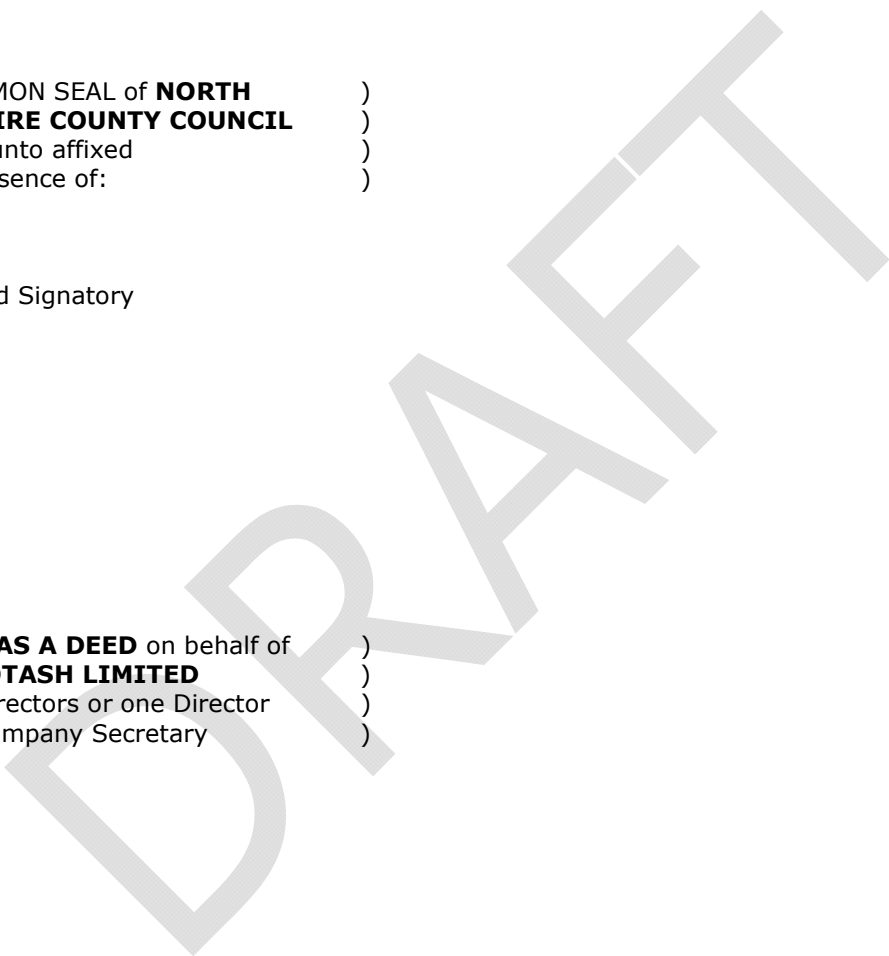 MON SEAL of NORTH )
IRE COUNTY COUNCIL )
unto affixed )
sence of: )
d Signatory
AS A DEED on behalf of )
OTASH LIMITED )
rectors or one Director )
mpany Secretary )
DRAFT